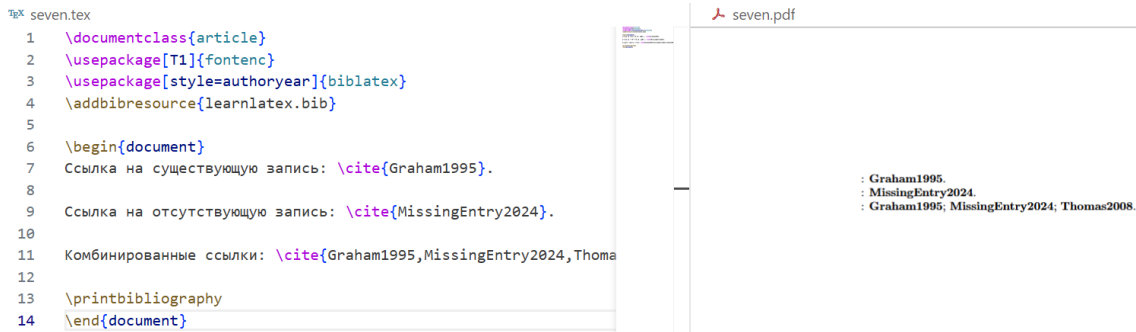 TEX seven.tex
1 \documentclass{article}
2 \usepackage[T1]{fontenc}
3 \usepackage[style=authoryear]{biblatex}
4 \addbibresource{learnlatex.bib}
5
6 \begin{document}
7 Ссылка на существующую запись: \cite{Graham1995}.
8
9 Ссылка на отсутствующую запись: \cite{MissingEntry2024}.
10
11 Комбинированные ссылки: \cite{Graham1995,MissingEntry2024,Thoma
12
13 \printbibliography
14 \end{document}
seven.pdf
: Graham1995.
: MissingEntry2024.
: Graham1995; MissingEntry2024; Thomas2008.